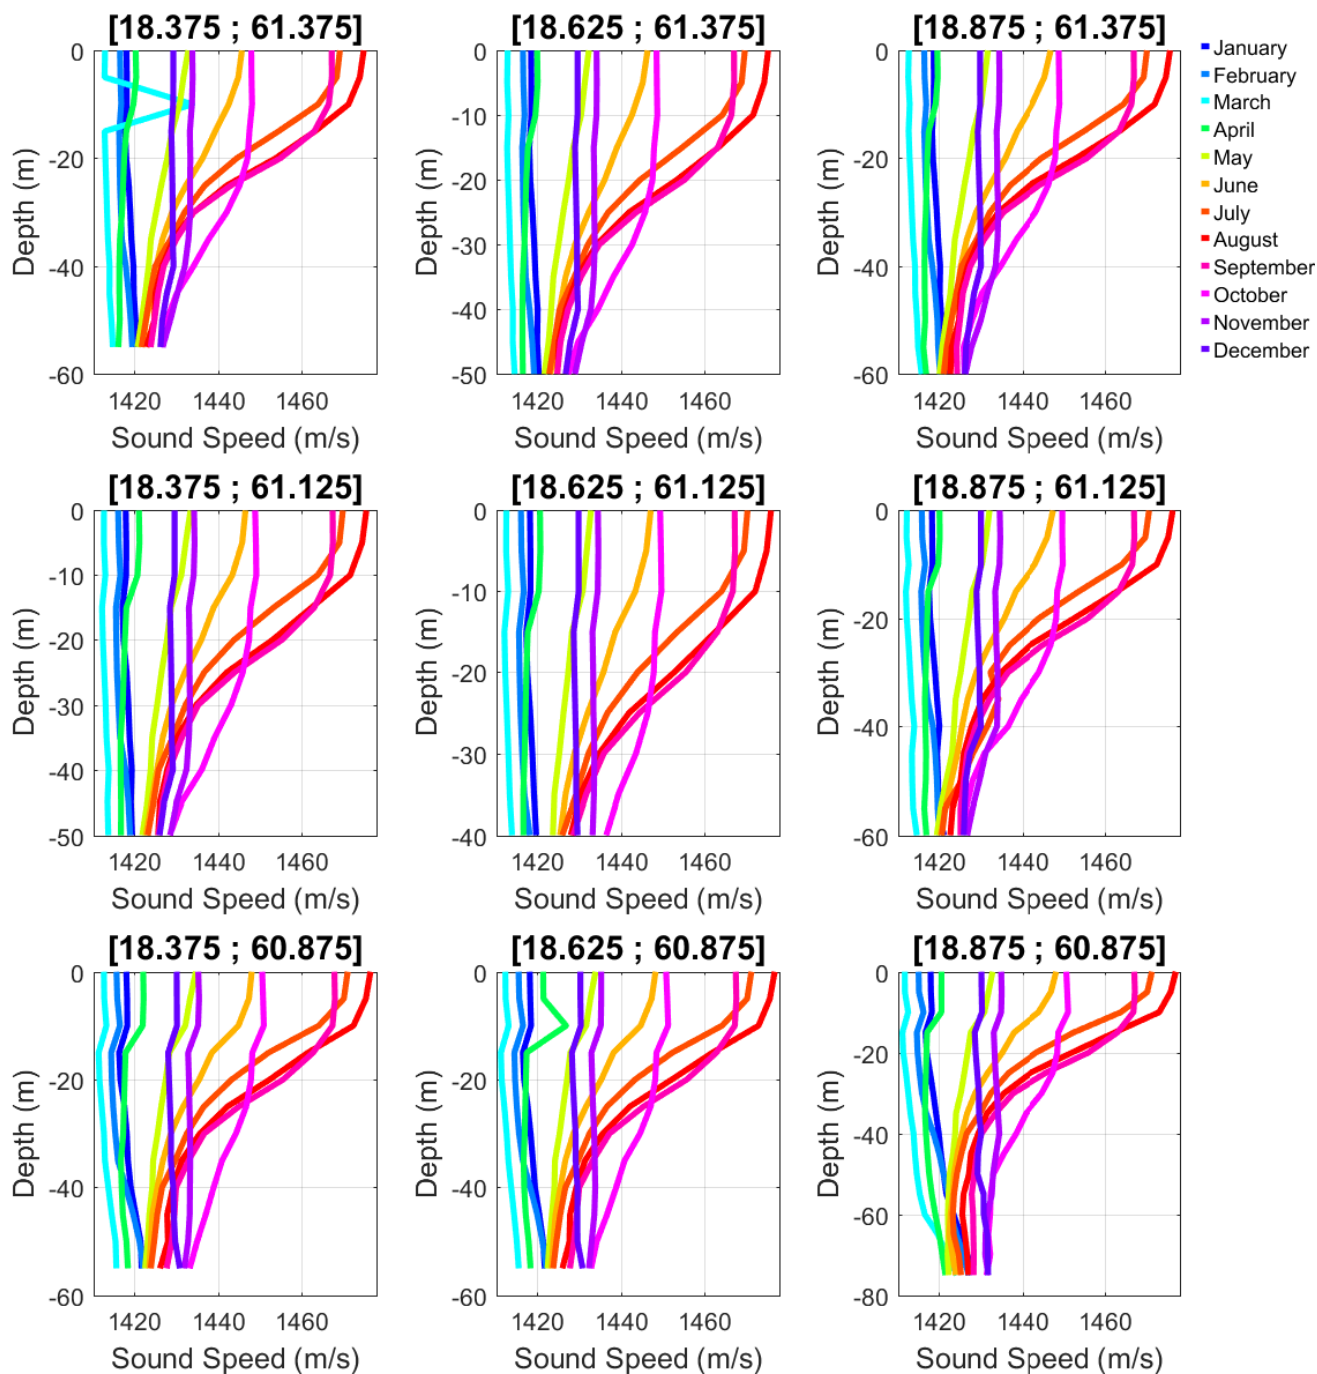 [18.375 ; 61.375]
0
-20
-40
-60
Depth (m)
1420 1440 1460
Sound Speed (m/s)
[18.625 ; 61.375]
0
-10
-20
-30
-40
-50
Depth (m)
1420 1440 1460
Sound Speed (m/s)
[18.875 ; 61.375]
0
-20
-40
-60
Depth (m)
1420 1440 1460
Sound Speed (m/s)
January
February
March
April
May
June
July
August
September
October
November
December
[18.375 ; 61.125]
0
-10
-20
-30
-40
-50
Depth (m)
1420 1440 1460
Sound Speed (m/s)
[18.625 ; 61.125]
0
-10
-20
-30
-40
Depth (m)
1420 1440 1460
Sound Speed (m/s)
[18.875 ; 61.125]
0
-20
-40
-60
Depth (m)
1420 1440 1460
Sound Speed (m/s)
[18.375 ; 60.875]
0
-20
-40
-60
Depth (m)
1420 1440 1460
Sound Speed (m/s)
[18.625 ; 60.875]
0
-20
-40
-60
Depth (m)
1420 1440 1460
Sound Speed (m/s)
[18.875 ; 60.875]
0
-20
-40
-60
-80
Depth (m)
1420 1440 1460
Sound Speed (m/s)